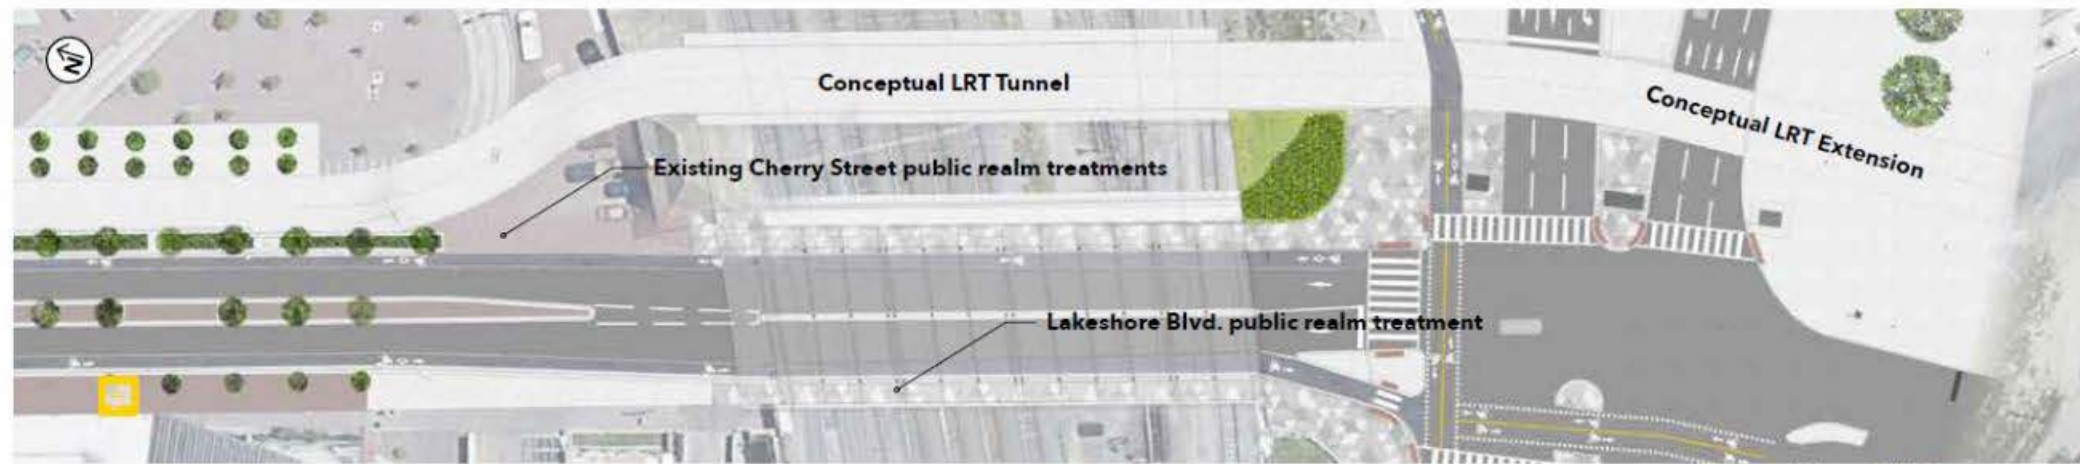 N
Conceptual LRT Tunnel
Conceptual LRT Extension
Existing Cherry Street public realm treatments
Lakeshore Blvd. public realm treatment